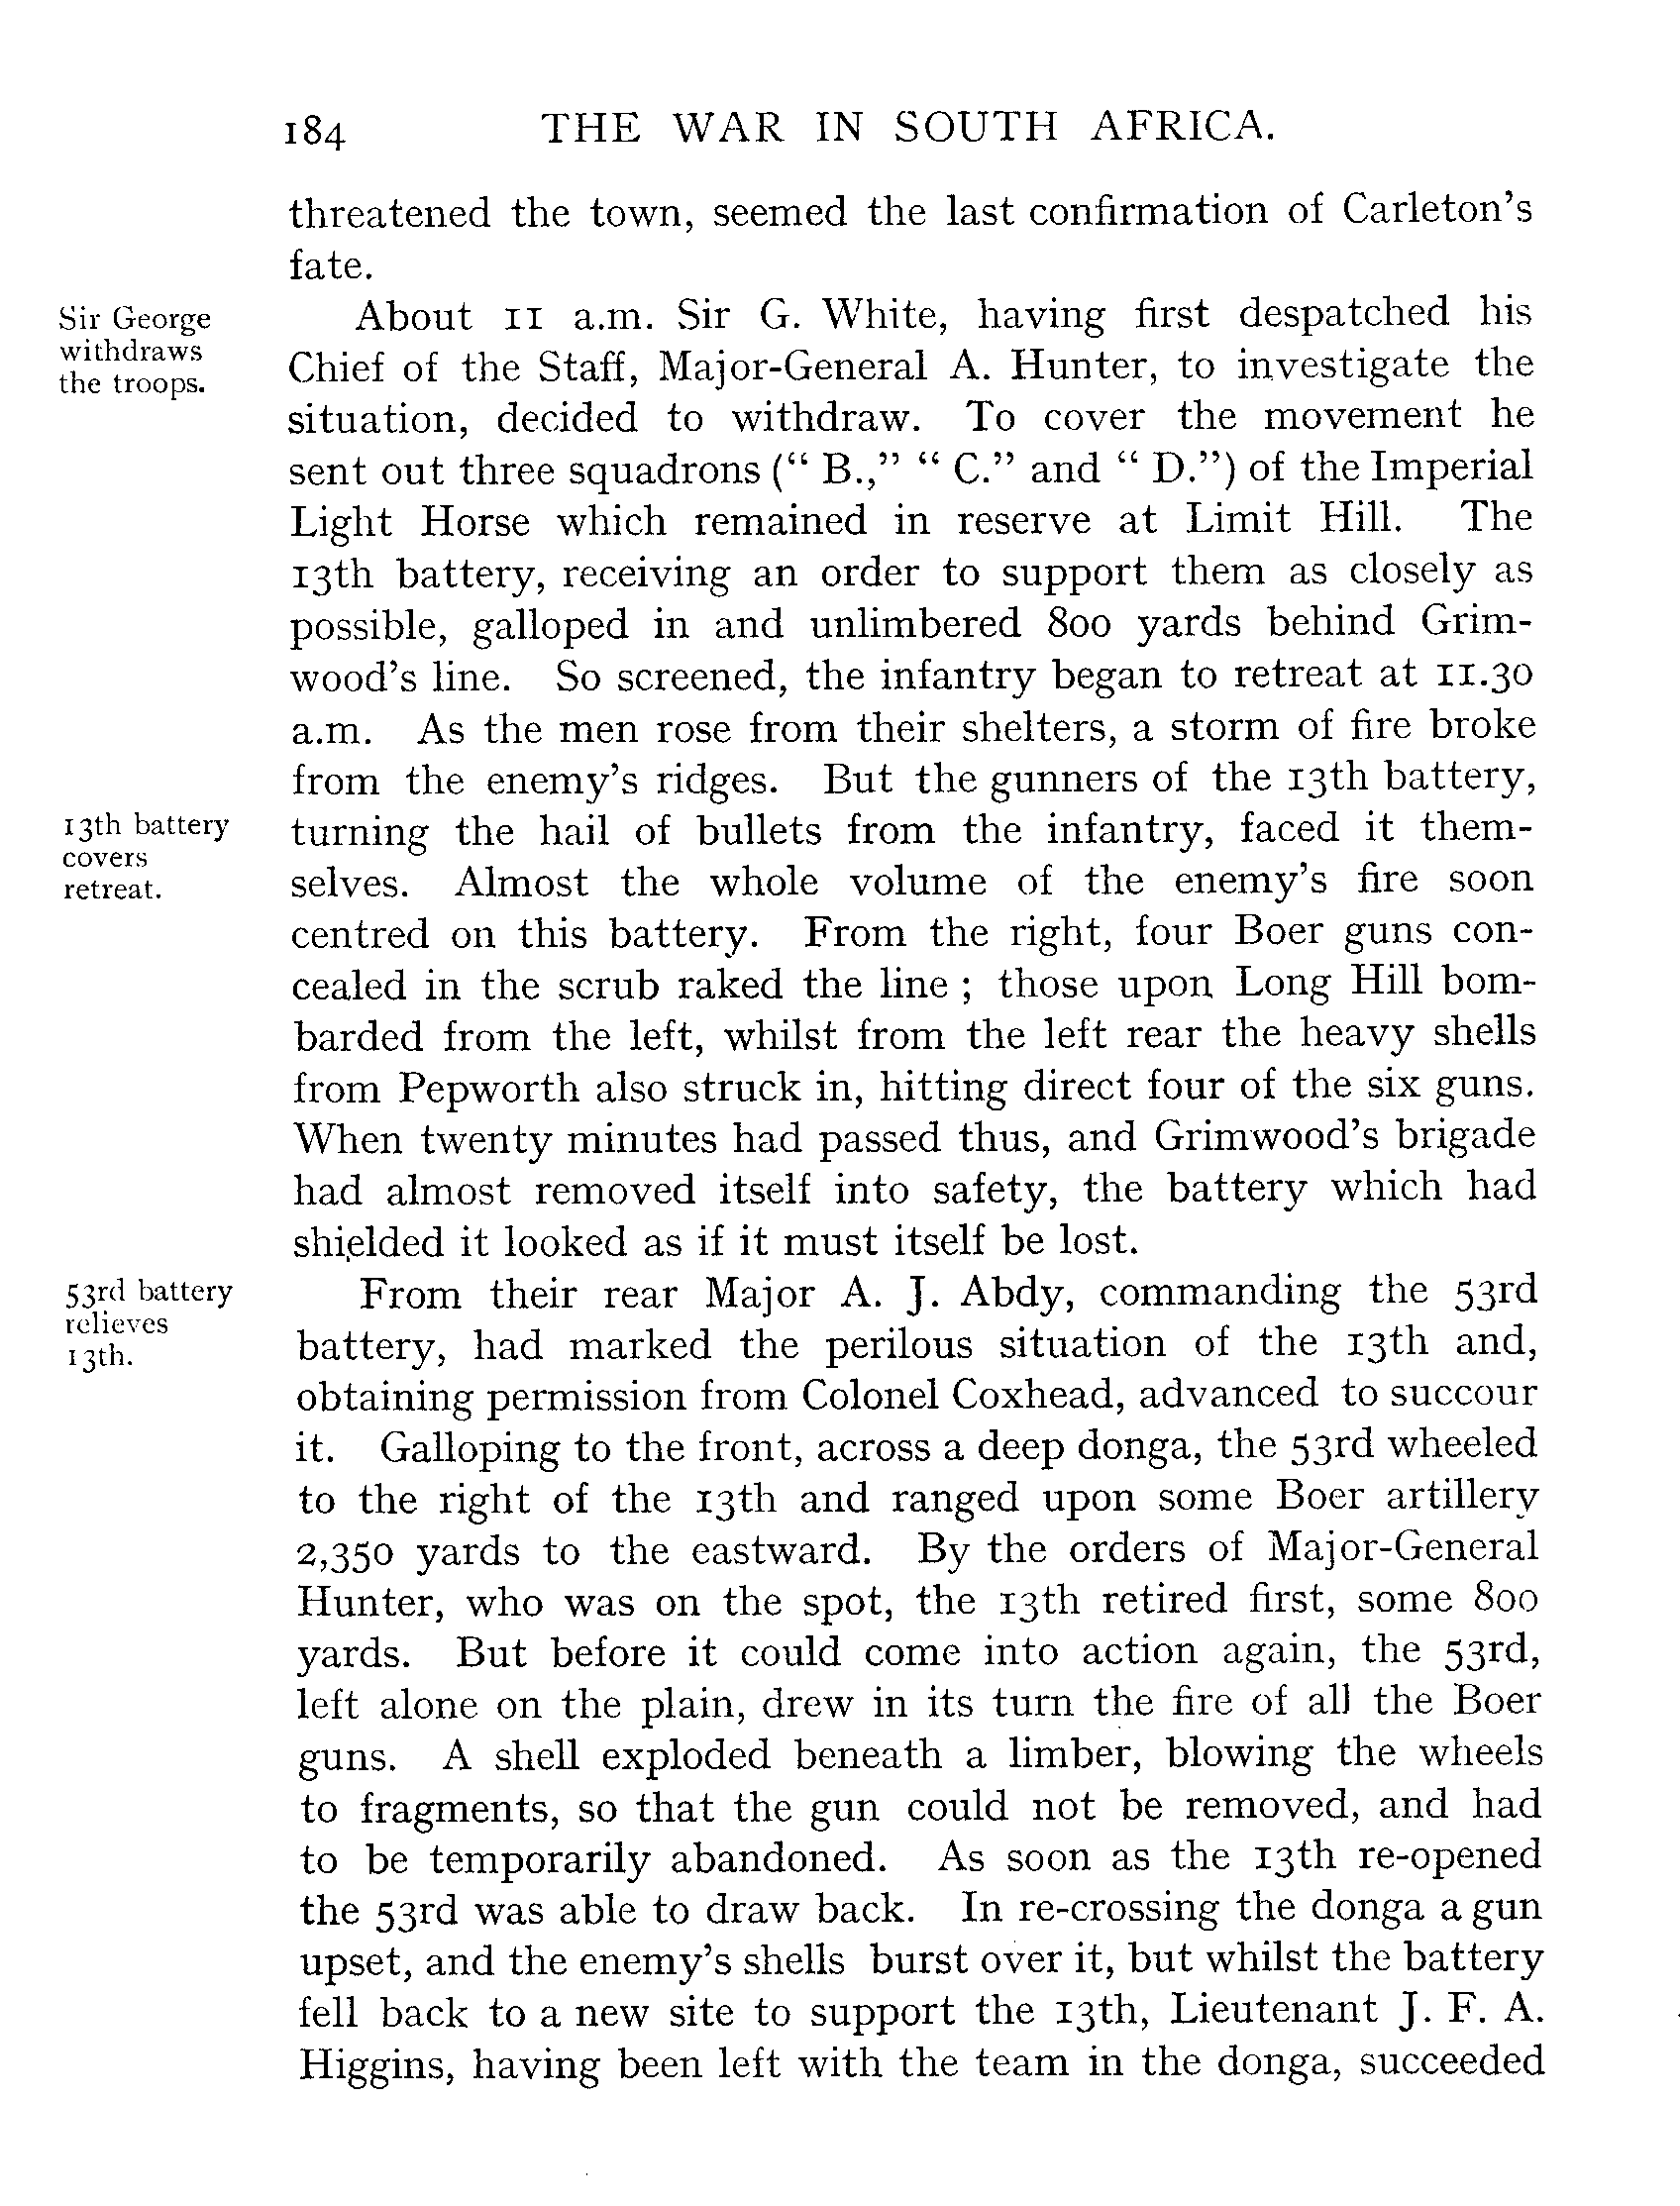 184 THE WAR IN SOUTH AFRICA.
threatened the town, seemed the last confirmation of Carleton's
fate.
Sir George
withdraws
the troops.
About 11 a.m. Sir G. White, having first despatched his
Chief of the Staff, Major-General A. Hunter, to investigate the
situation, decided to withdraw. To cover the movement he
sent out three squadrons (“ B.,” “ C.” and “ D.”) of the Imperial
Light Horse which remained in reserve at Limit Hill. The
13th battery, receiving an order to support them as closely as
possible, galloped in and unlimbered 800 yards behind Grim-
wood's line. So screened, the infantry began to retreat at 11.30
a.m. As the men rose from their shelters, a storm of fire broke
from the enemy's ridges. But the gunners of the 13th battery,
13th battery
covers
retreat.
turning the hail of bullets from the infantry, faced it them-
selves. Almost the whole volume of the enemy's fire soon
centred on this battery. From the right, four Boer guns con-
cealed in the scrub raked the line ; those upon Long Hill bom-
barded from the left, whilst from the left rear the heavy shells
from Pepworth also struck in, hitting direct four of the six guns.
When twenty minutes had passed thus, and Grimwood's brigade
had almost removed itself into safety, the battery which had
shielded it looked as if it must itself be lost.
53rd battery
relieves
13th.
From their rear Major A. J. Abdy, commanding the 53rd
battery, had marked the perilous situation of the 13th and,
obtaining permission from Colonel Coxhead, advanced to succour
it. Galloping to the front, across a deep donga, the 53rd wheeled
to the right of the 13th and ranged upon some Boer artillery
2,350 yards to the eastward. By the orders of Major-General
Hunter, who was on the spot, the 13th retired first, some 800
yards. But before it could come into action again, the 53rd,
left alone on the plain, drew in its turn the fire of all the Boer
guns. A shell exploded beneath a limber, blowing the wheels
to fragments, so that the gun could not be removed, and had
to be temporarily abandoned. As soon as the 13th re-opened
the 53rd was able to draw back. In re-crossing the donga a gun
upset, and the enemy's shells burst over it, but whilst the battery
fell back to a new site to support the 13th, Lieutenant J. F. A.
Higgins, having been left with the team in the donga, succeeded